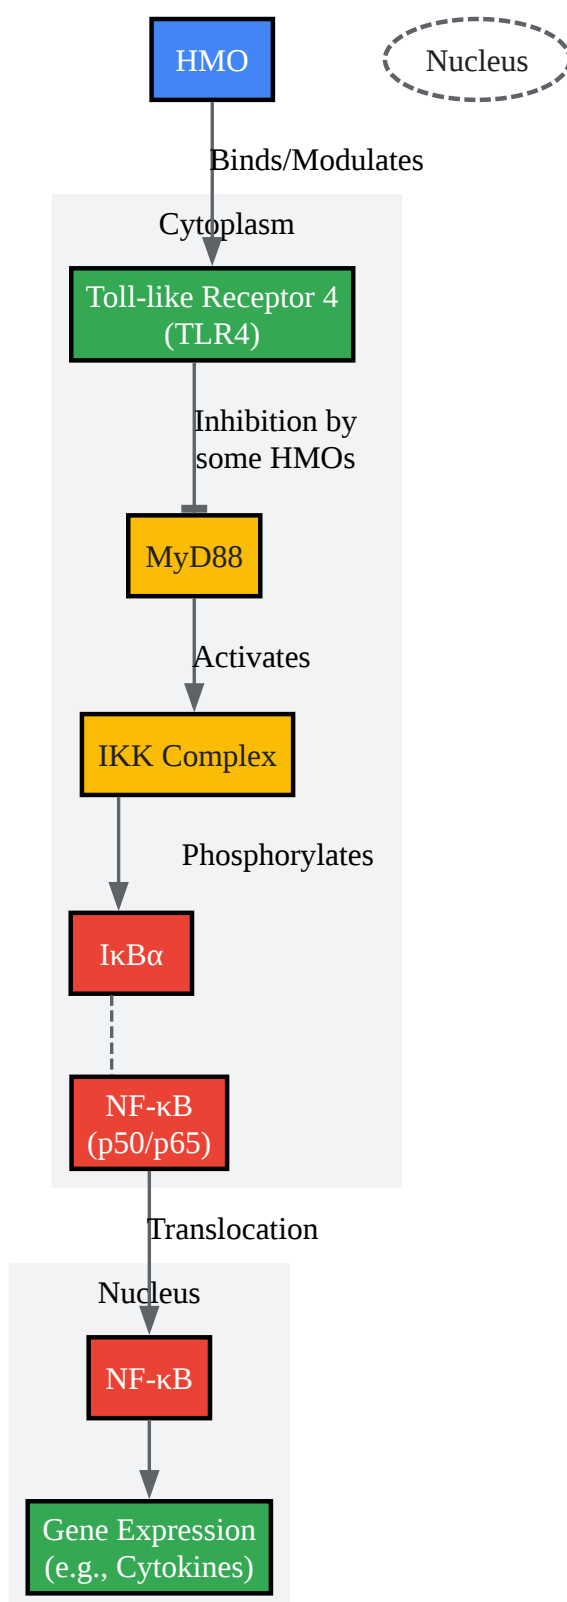 HMO
Nucleus
Binds/Modulates
Cytoplasm
Toll-like Receptor 4
(TLR4)
Inhibition by
some HMOs
MyD88
Activates
IKK Complex
Phosphorylates
IκBα
NF-κB
(p50/p65)
Translocation
Nucleus
NF-κB
Gene Expression
(e.g., Cytokines)